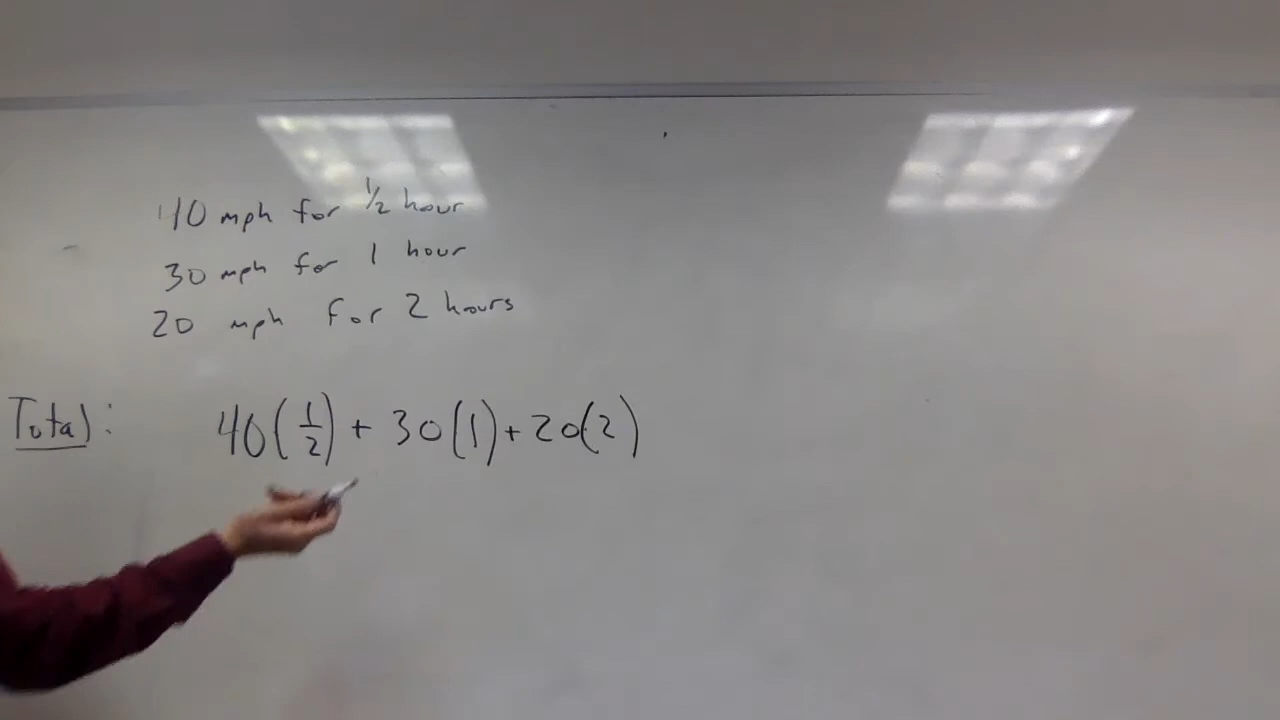 40 mph for 1/2 hour
30 mph for 1 hour
20 mph for 2 hours
Total: 40(1/2) + 30(1) + 20(2)